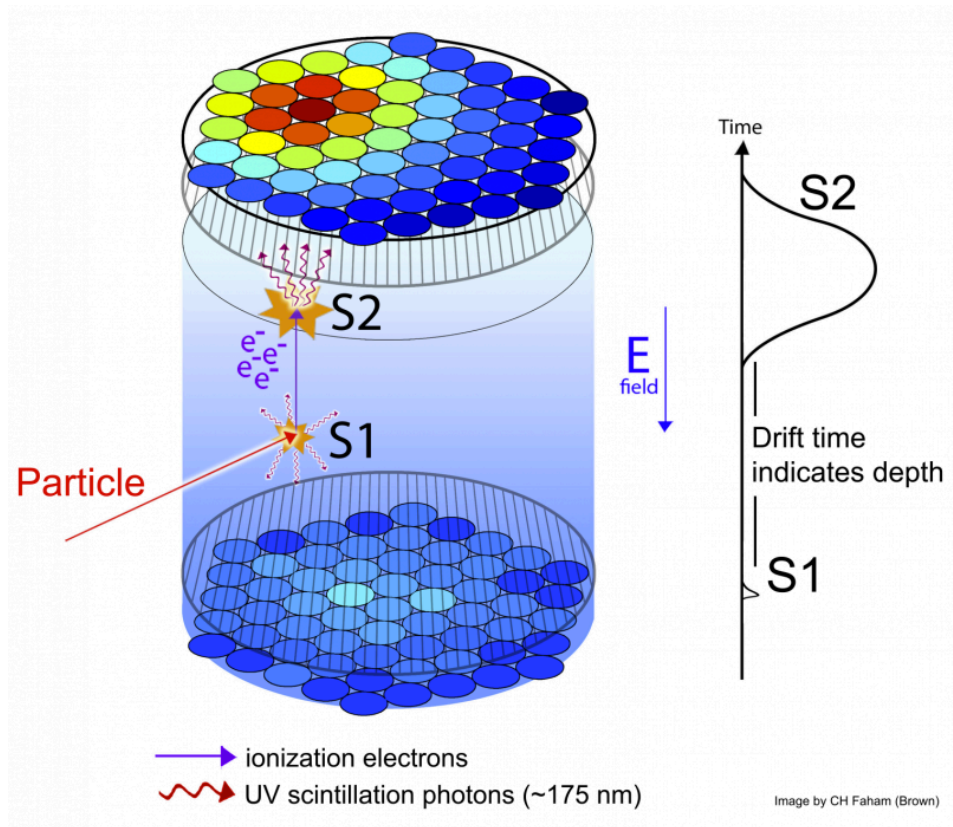 Time
S2
S2
e-
e-
e-
e-
E
field
S1
Particle
Drift time
indicates depth
S1
ionization electrons
UV scintillation photons (~175 nm)
Image by CH Faham (Brown)